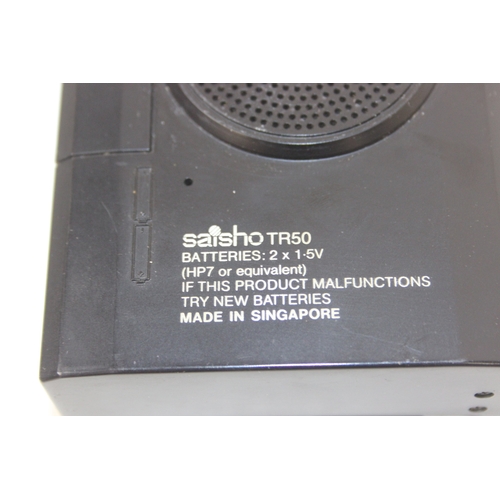 saisho TR50
BATTERIES: 2 x 1·5V
(HP7 or equivalent)
IF THIS PRODUCT MALFUNCTIONS
TRY NEW BATTERIES
MADE IN SINGAPORE